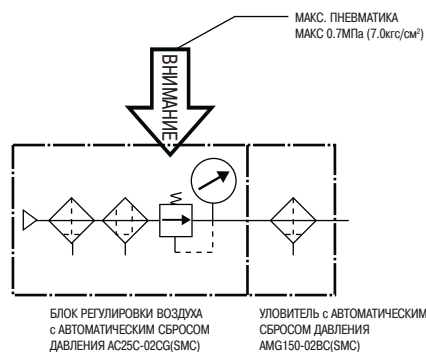 МАКС. ПНЕВМАТИКА
МАКС 0.7МПа (7.0кгс/см²)
ВНИМАНИЕ
БЛОК РЕГУЛИРОВКИ ВОЗДУХА
с АВТОМАТИЧЕСКИМ СБРОСОМ
ДАВЛЕНИЯ AC25C-02CG(SMC)
УЛОВИТЕЛЬ с АВТОМАТИЧЕСКИМ
СБРОСОМ ДАВЛЕНИЯ
AMG150-02BC(SMC)